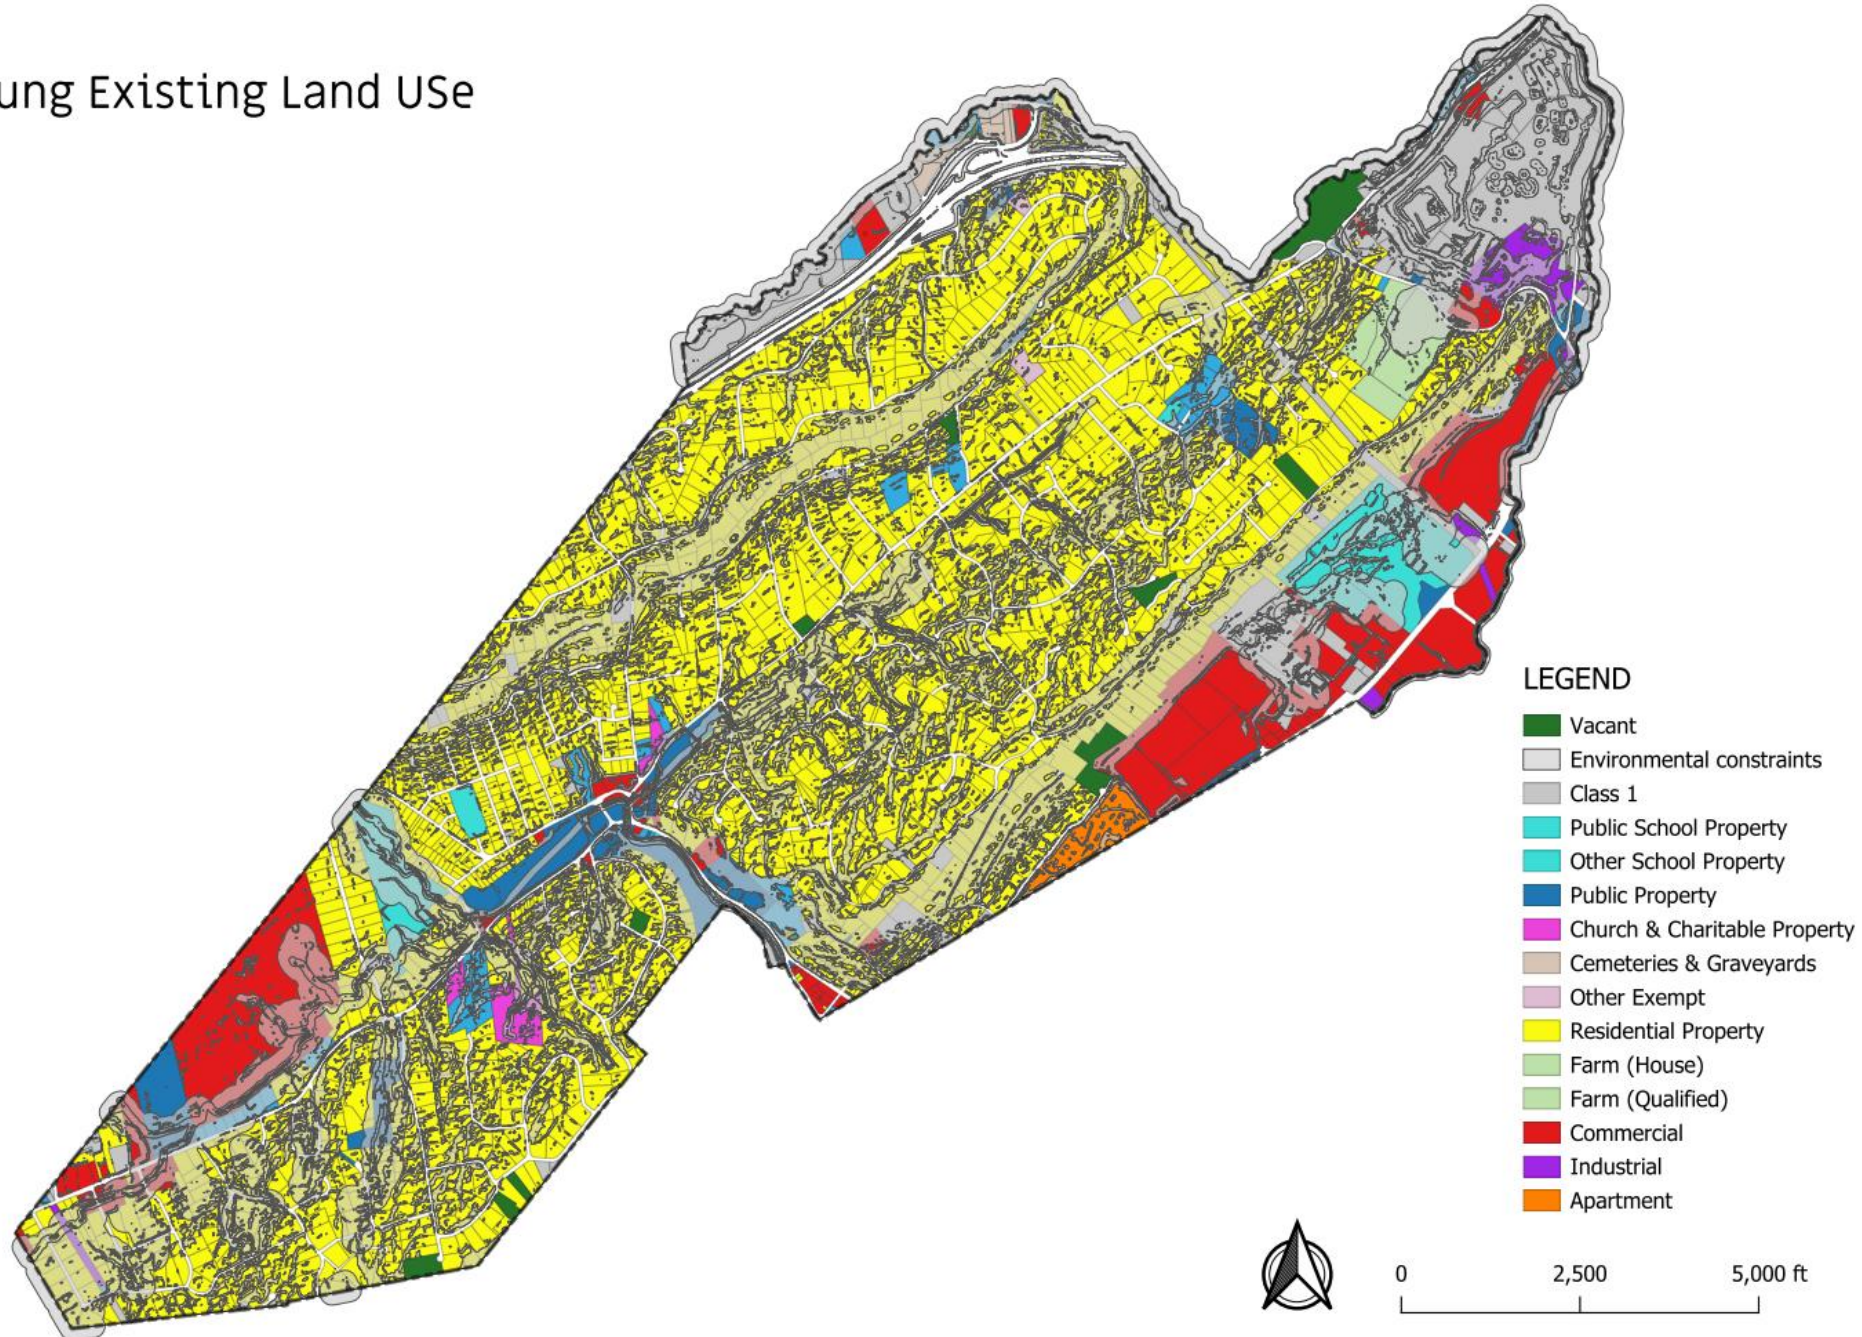 ung Existing Land USe
LEGEND
Vacant
Environmental constraints
Class 1
Public School Property
Other School Property
Public Property
Church & Charitable Property
Cemeteries & Graveyards
Other Exempt
Residential Property
Farm (House)
Farm (Qualified)
Commercial
Industrial
Apartment
0 2,500 5,000 ft